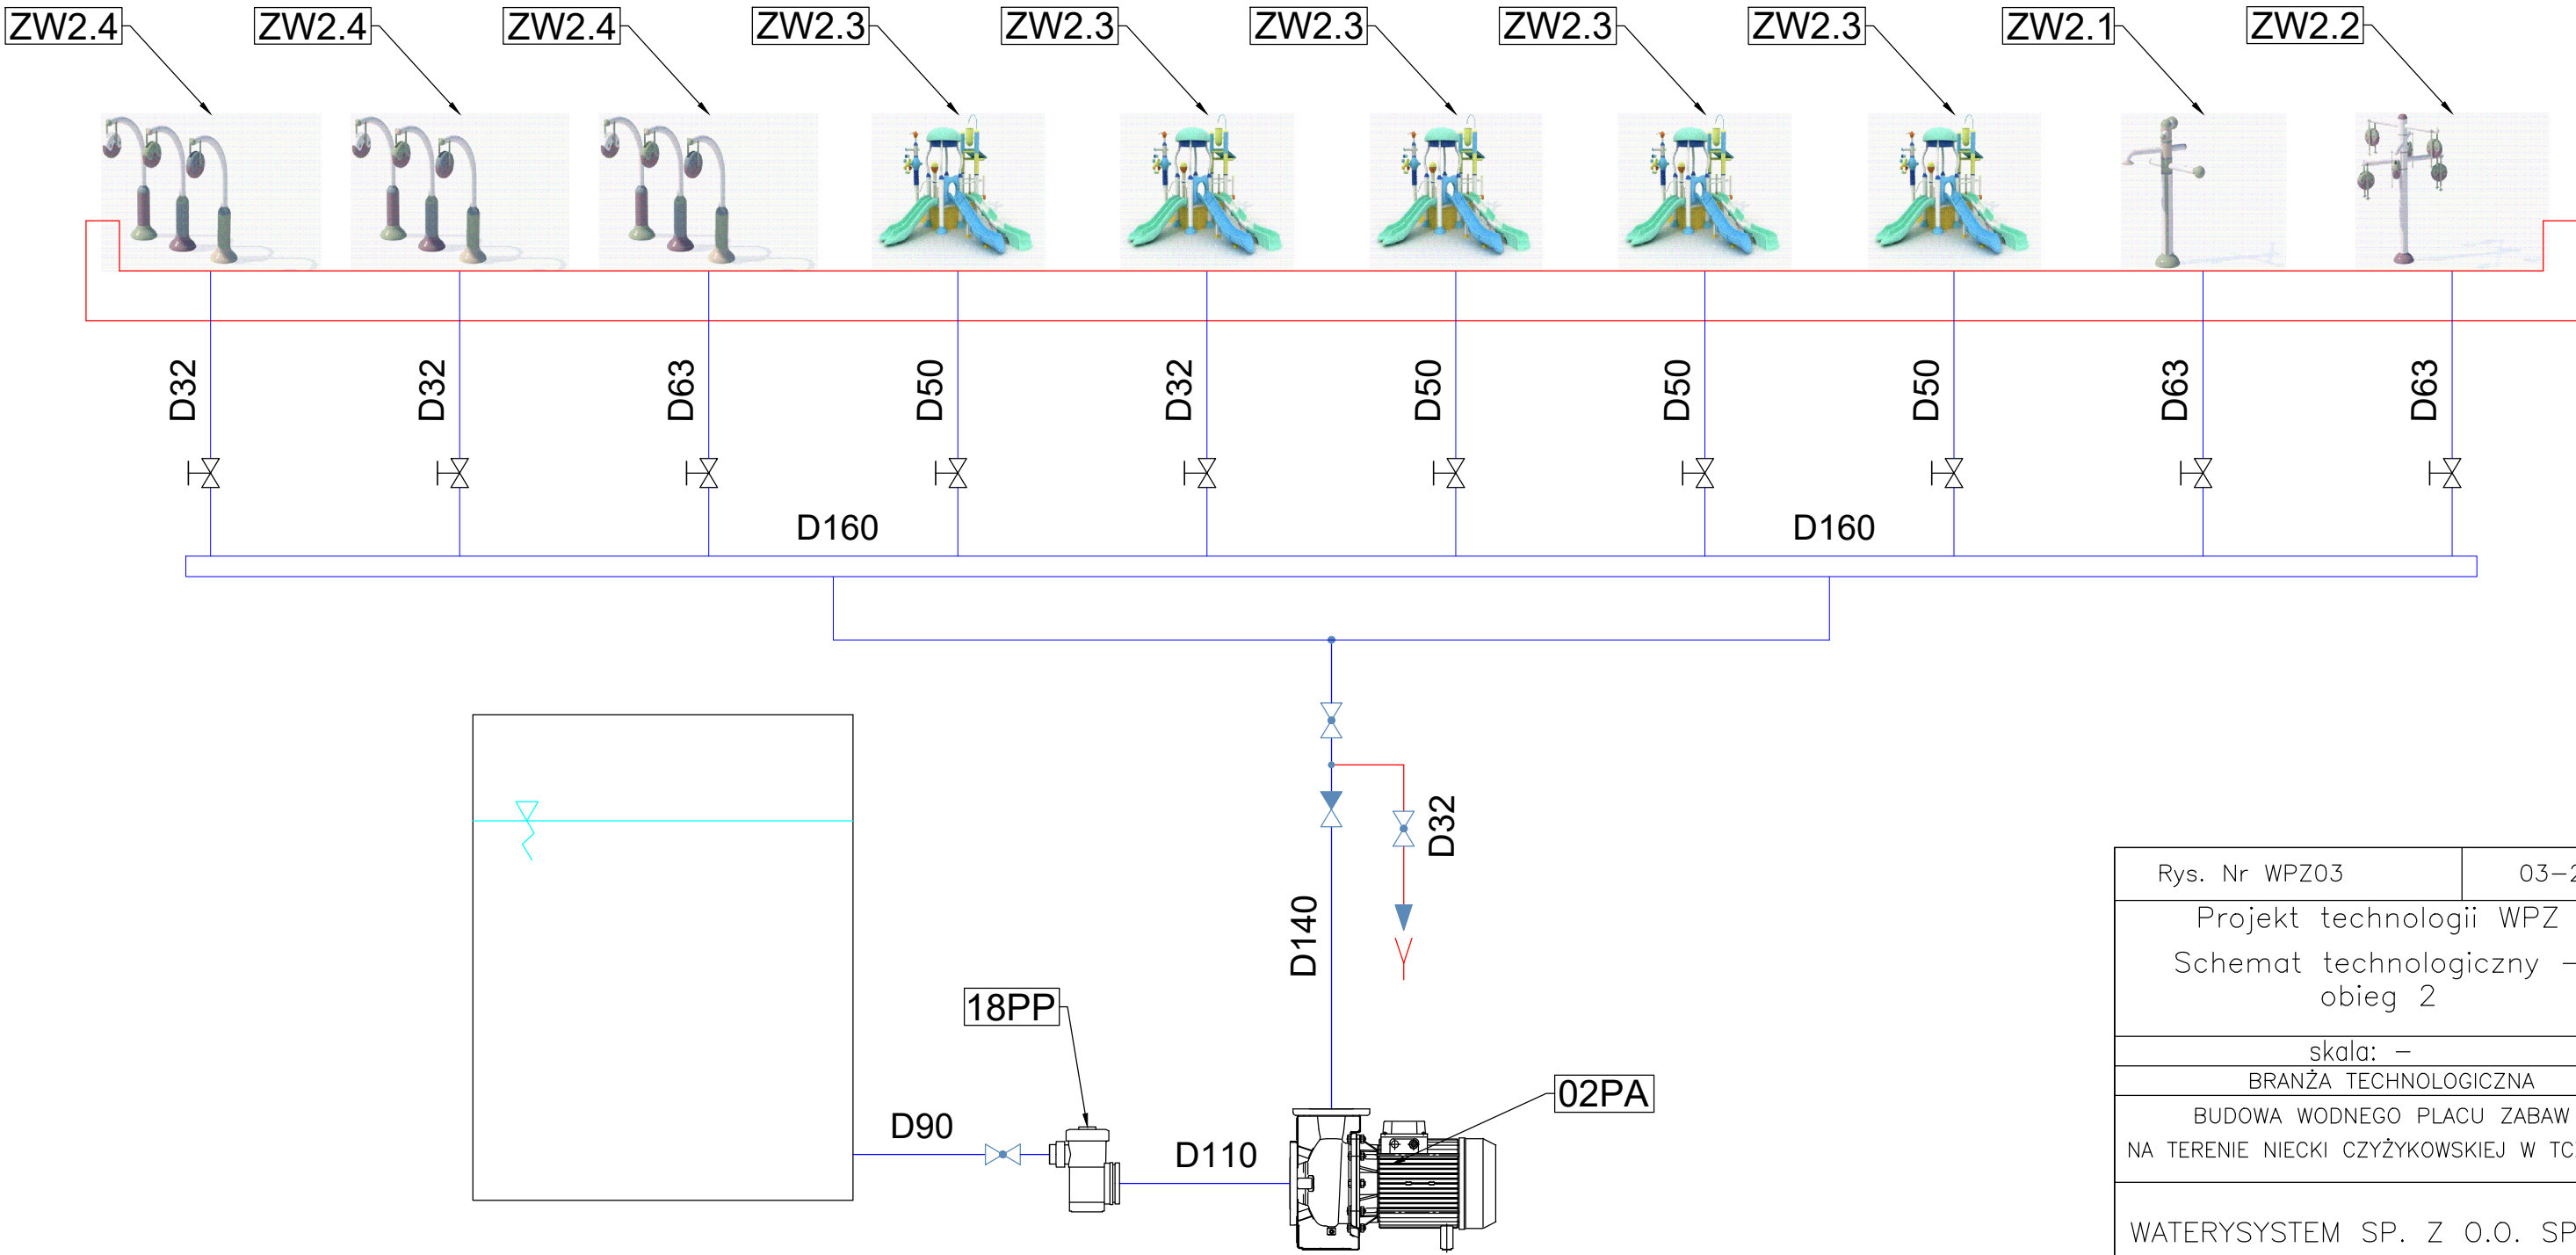 ZW2.4 ZW2.4 ZW2.4 ZW2.3 ZW2.3 ZW2.3 ZW2.3 ZW2.3 ZW2.1 ZW2.2
D32 D32 D63 D50 D32 D50 D50 D50 D63 D63
D160 D160
D32
D140
18PP
02PA
D90
D110
Rys. Nr WPZ03
Projekt technologii WPZ
Schemat technologiczny –
obieg 2
skala: –
BRANŻA TECHNOLOGICZNA
BUDOWA WODNEGO PLACU ZABAW
NA TERENIE NIECKI CZYŻYKOWSKIEJ W
WATERYSYSTEM SP. Z O.O.